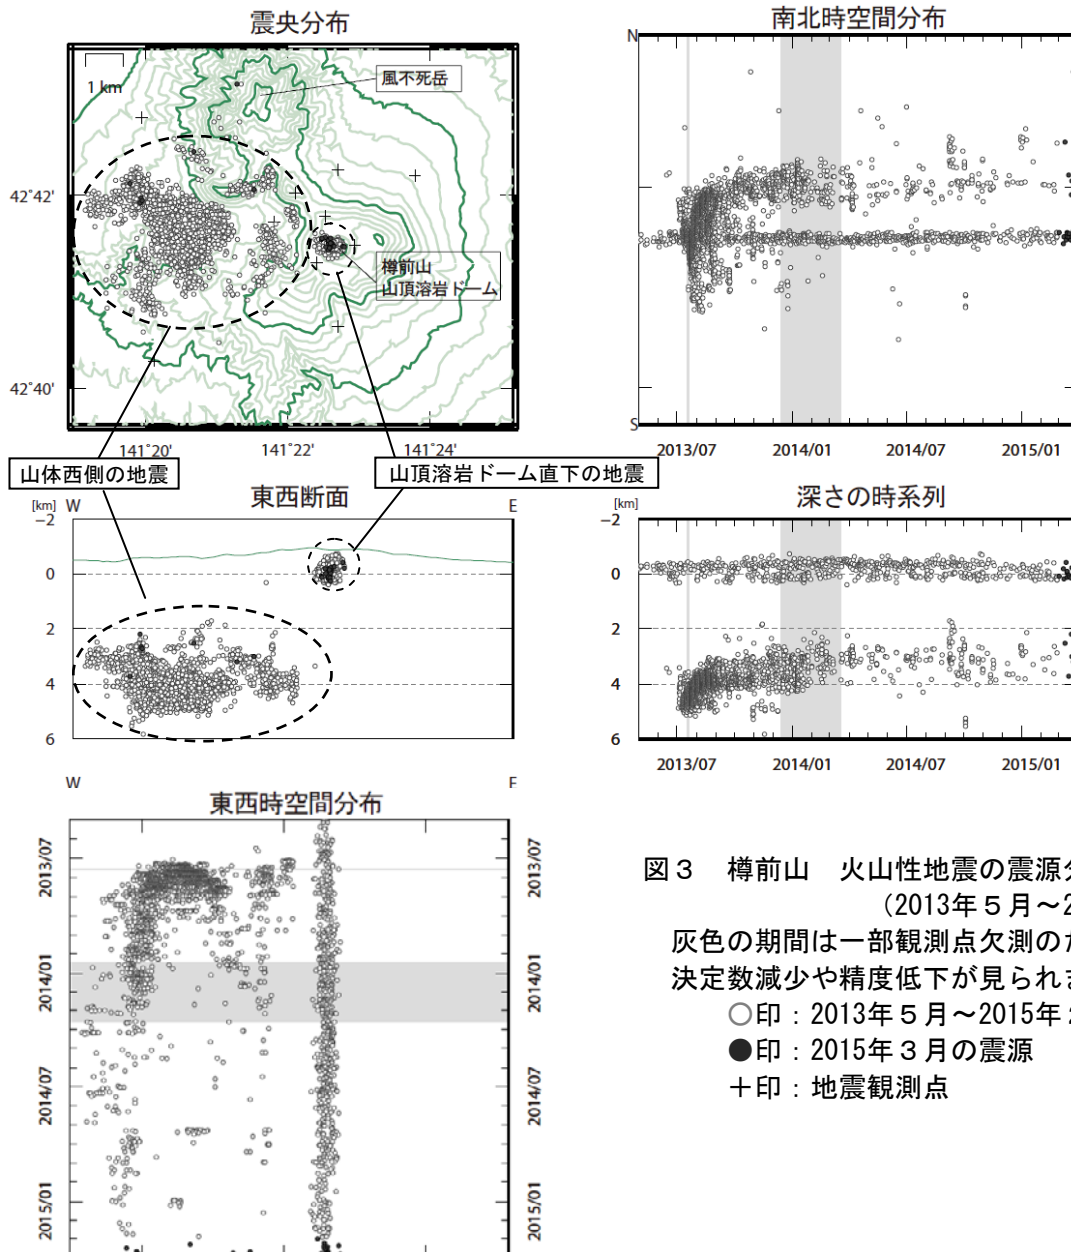 震央分布
1 km
風不死岳
42°42'
樽前山
山頂溶岩ドーム
42°40'
141°20'
141°22'
141°24'
山体西側の地震
山頂溶岩ドーム直下の地震
南北時空間分布
N
S
2013/07
2014/01
2014/07
2015/01
東西断面
[km]
W
E
-2
0
2
4
6
深さの時系列
[km]
-2
0
2
4
6
2013/07
2014/01
2014/07
2015/01
東西時空間分布
W
2013/07
2014/01
2014/07
2015/01
2013/07
2014/01
2014/07
2015/01
図３　樽前山　火山性地震の震源
（2013年５月～2
灰色の期間は一部観測点欠測の
決定数減少や精度低下が見られ
○印：2013年５月～2015年
●印：2015年３月の震源
＋印：地震観測点